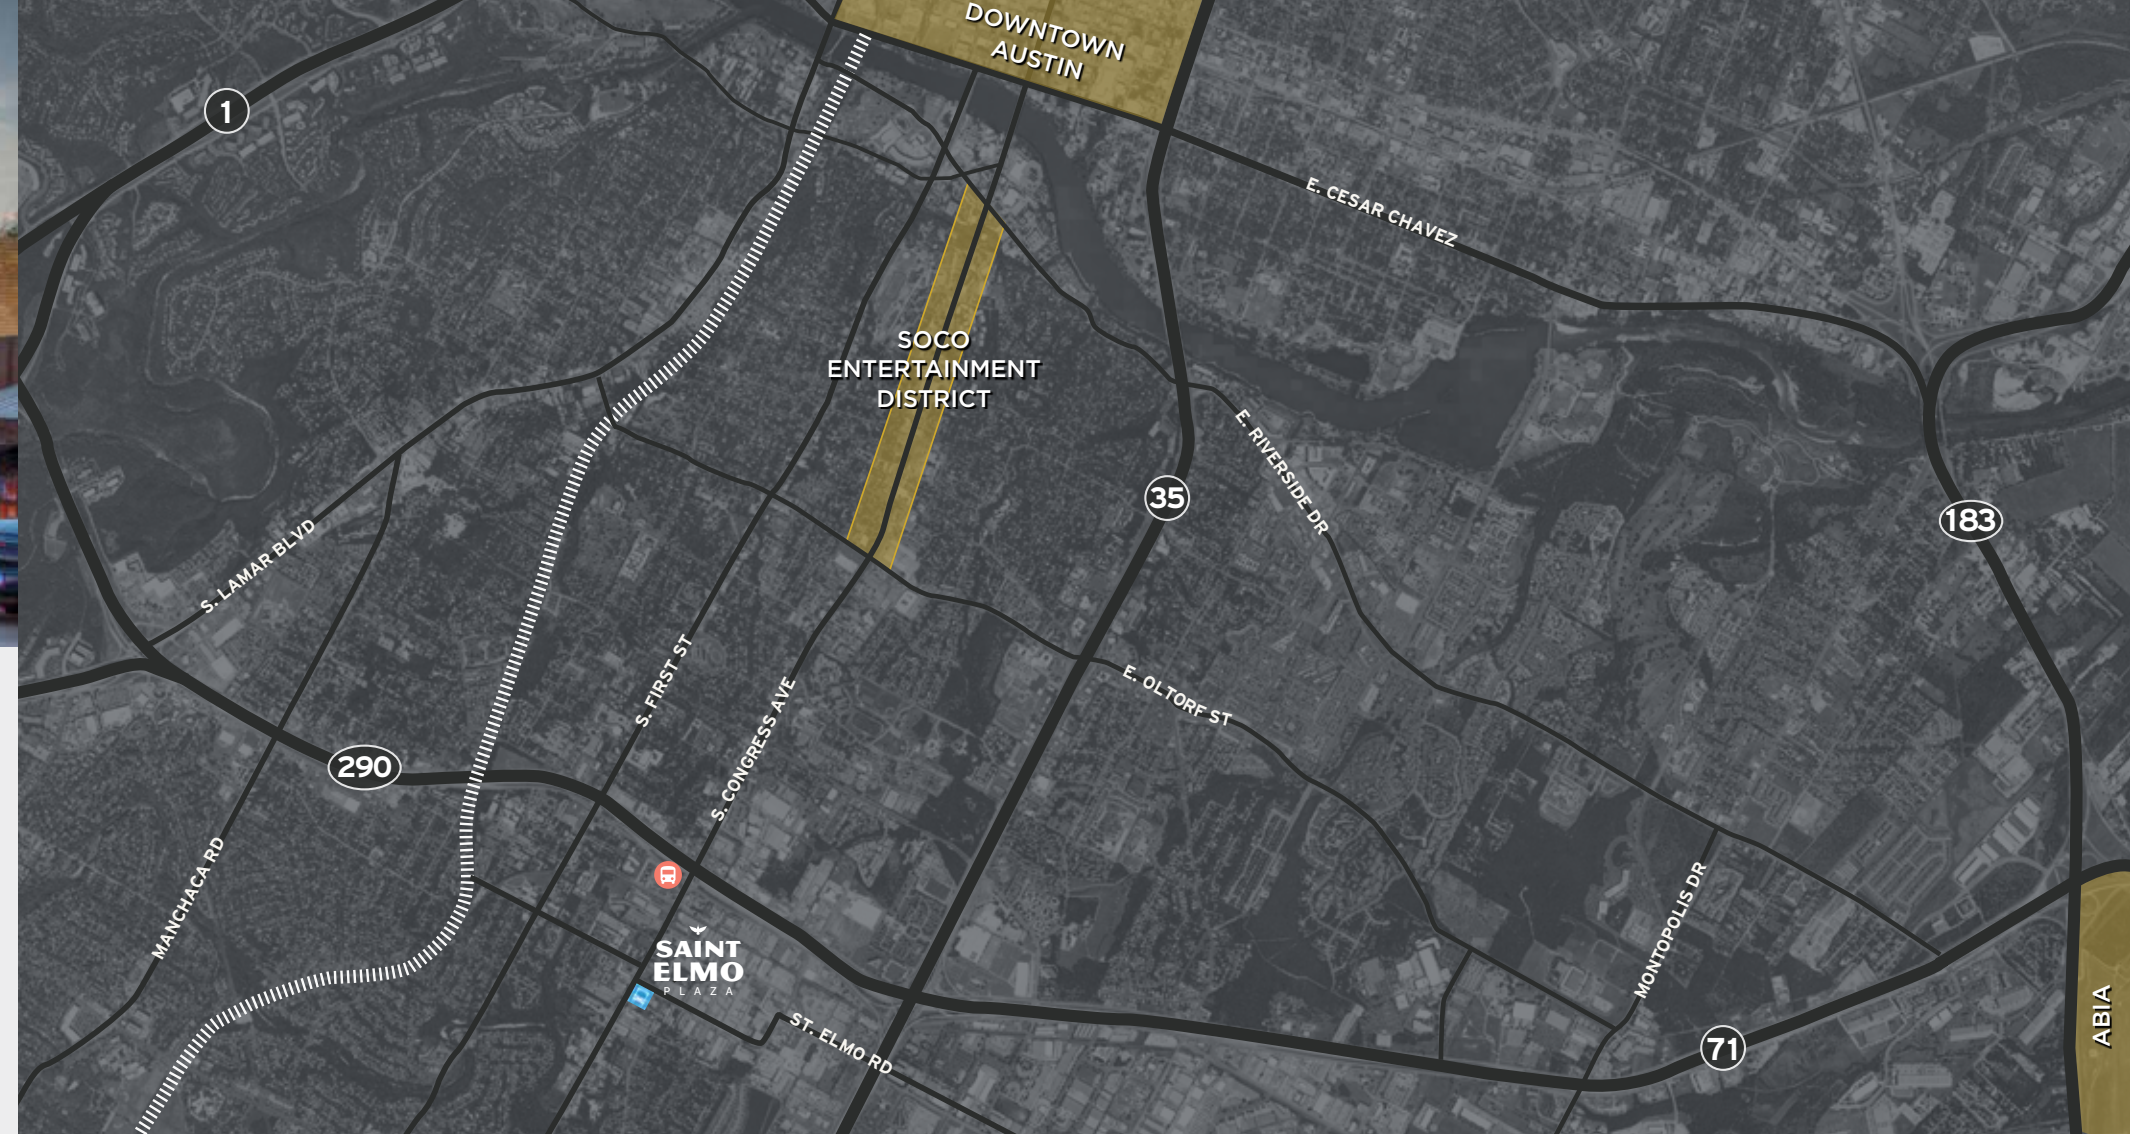 DOWNTOWN
AUSTIN
1
E. CESAR CHAVEZ
SOCO
ENTERTAINMENT
DISTRICT
E. RIVERSIDE DR
35
183
S. LAMAR BLVD
S. FIRST ST
E. OLTORF ST
S. CONGRESS AVE
290
MANCHACA RD
MONTOPOLIS DR
SAINT
ELMO
PLAZA
ST. ELMO RD
71
ABIA